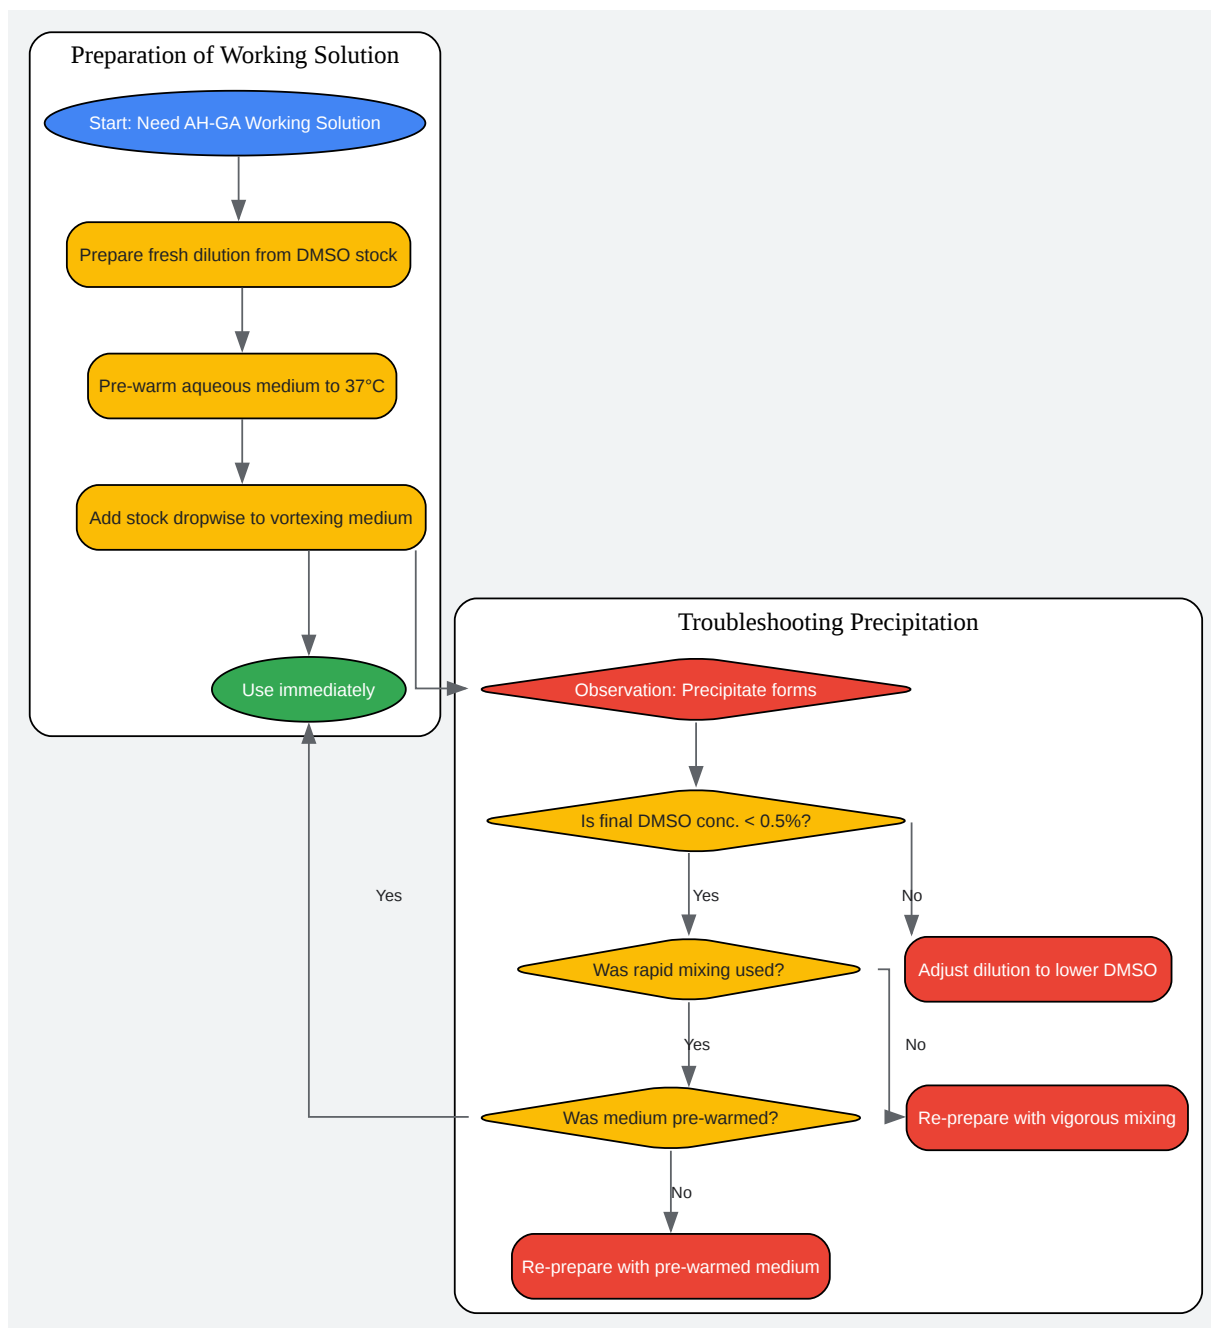 Preparation of Working Solution
Start: Need AH-GA Working Solution
Prepare fresh dilution from DMSO stock
Pre-warm aqueous medium to 37°C
Add stock dropwise to vortexing medium
Use immediately
Troubleshooting Precipitation
Observation: Precipitate forms
Is final DMSO conc. < 0.5%?
Yes
Yes
No
Was rapid mixing used?
Adjust dilution to lower DMSO
Yes
No
Was medium pre-warmed?
Re-prepare with vigorous mixing
No
Re-prepare with pre-warmed medium